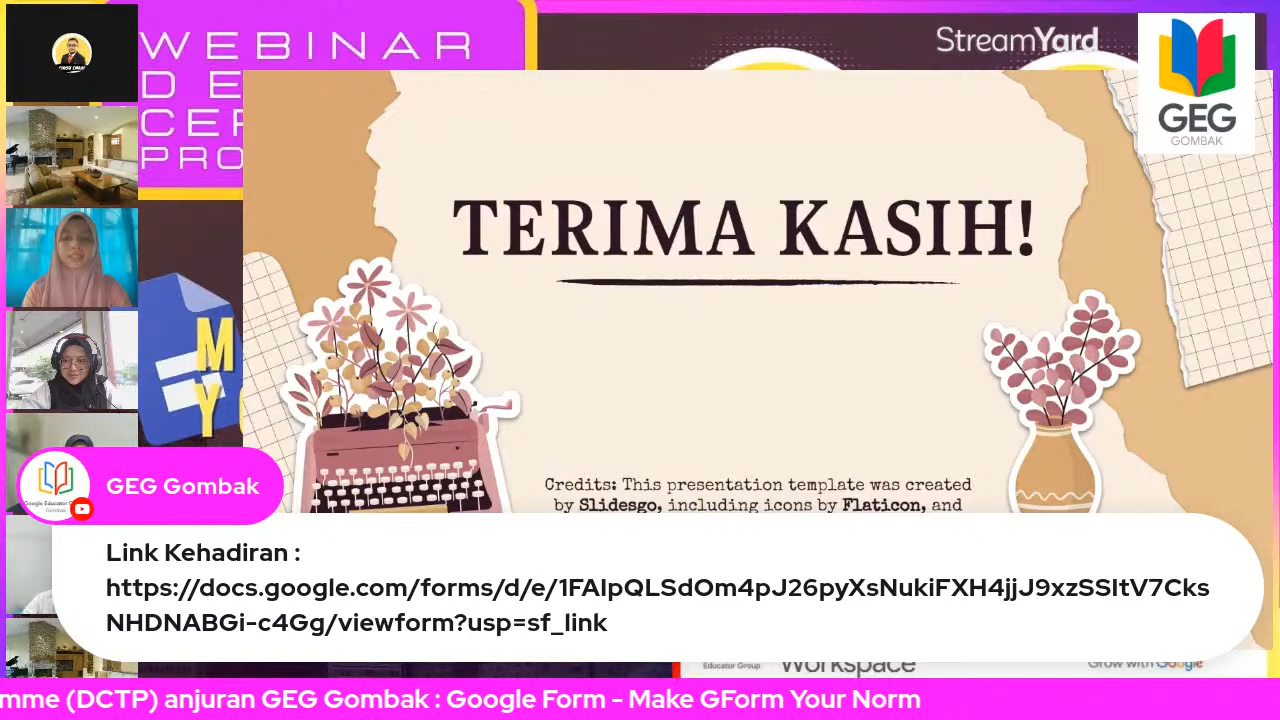 WEBINAR
D E
CER
PRO
StreamYard
GEG
GOMBAK
TERIMA KASIH!
M
Y
Credits: This presentation template was created
by Slidesgo, including icons by Flaticon, and
GEG Gombak
Link Kehadiran :
https://docs.google.com/forms/d/e/1FAIpQLSdOm4pJ26pyXsNukiFXH4jjJ9xzSSItV7Cks
NHDNABGi-c4Gg/viewform?usp=sf_link
Educator Group
Workspace
Grow with Google
mme (DCTP) anjuran GEG Gombak : Google Form - Make GForm Your Norm